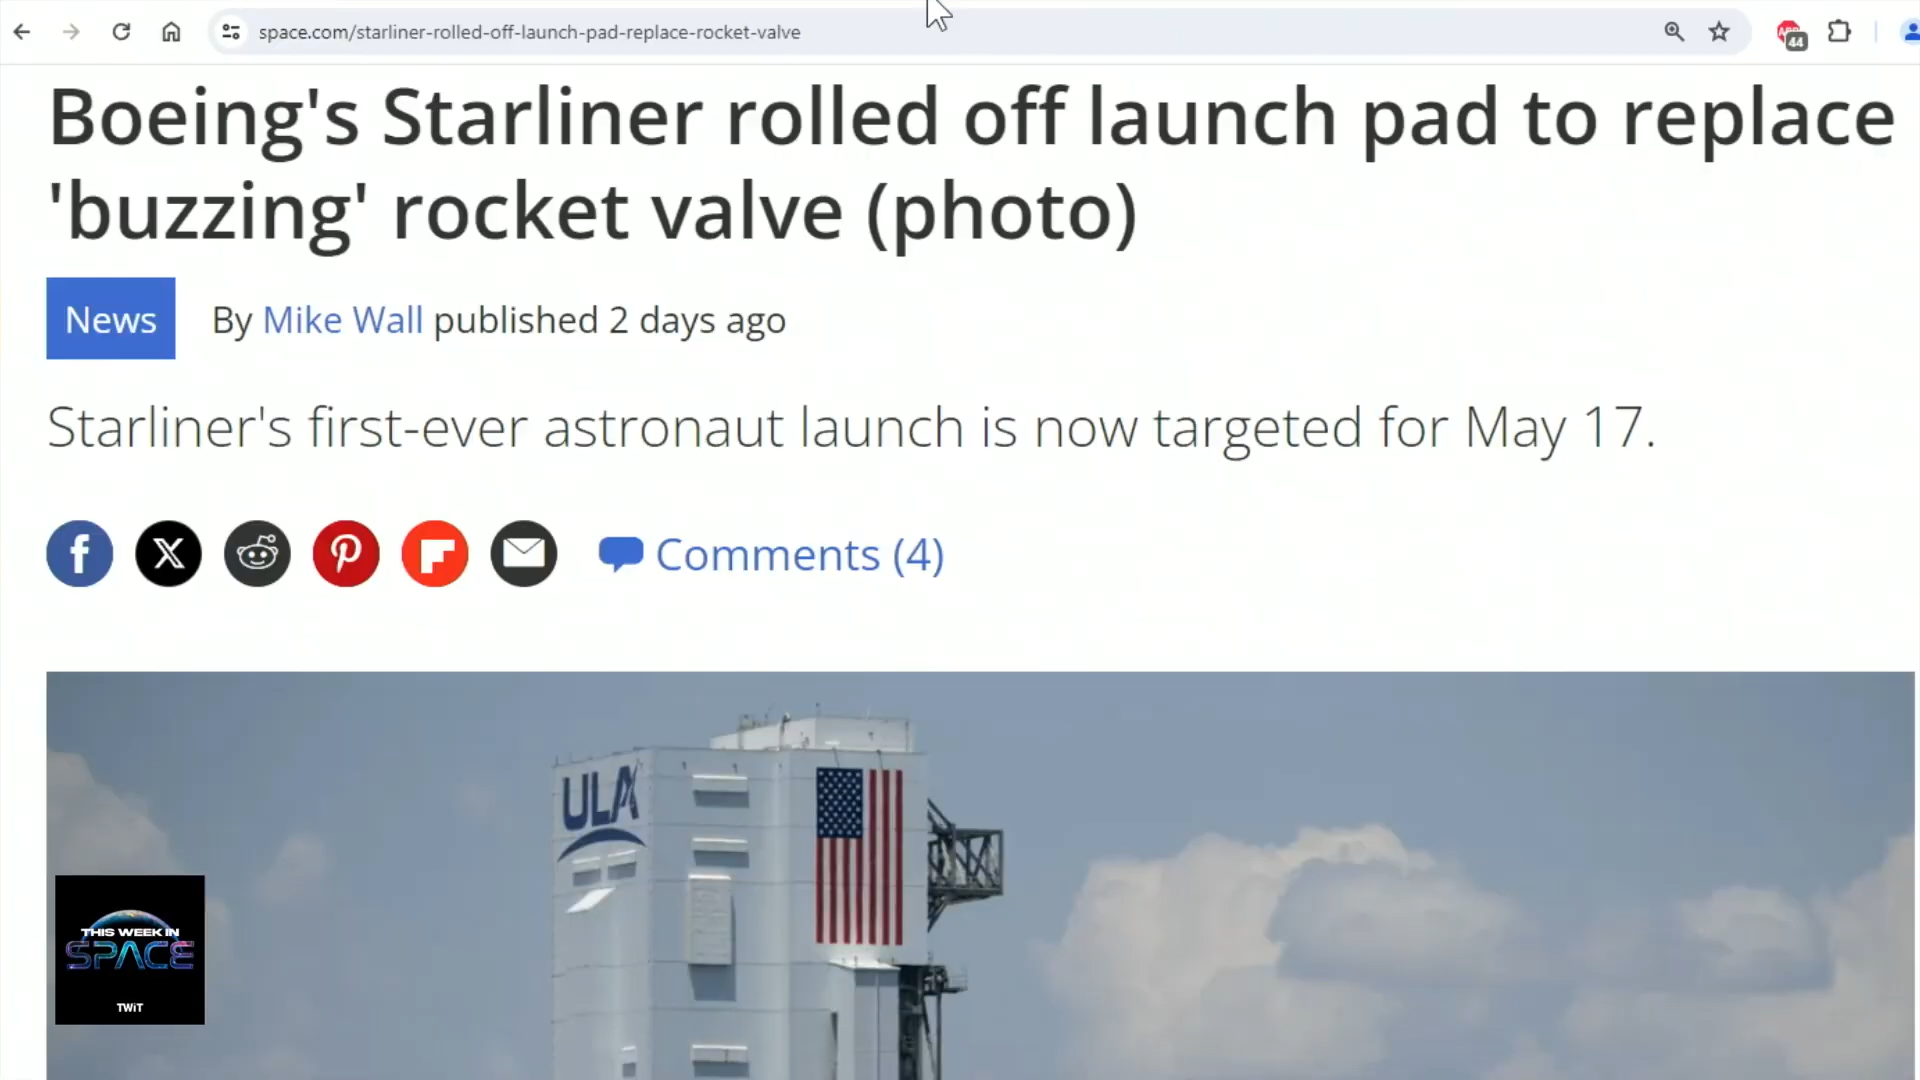 space.com/starliner-rolled-off-launch-pad-replace-rocket-valve
44
Boeing's Starliner rolled off launch pad to replace
'buzzing' rocket valve (photo)
News
By Mike Wall published 2 days ago
Starliner's first-ever astronaut launch is now targeted for May 17.
Comments (4)
ULA
THIS WEEK IN
SPACE
TWiT